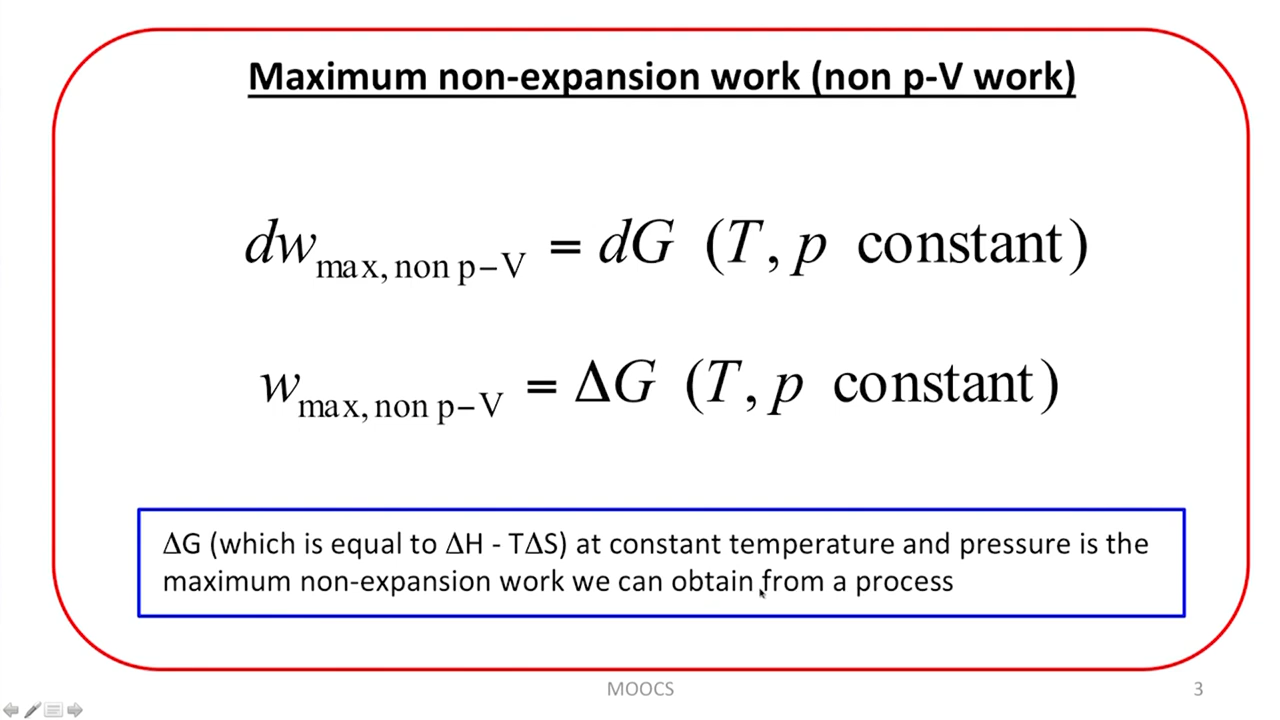 Maximum non-expansion work (non p-V work)
dw_max, non p−V = dG (T, p constant)
w_max, non p−V = ΔG (T, p constant)
ΔG (which is equal to ΔH - TΔS) at constant temperature and pressure is the
maximum non-expansion work we can obtain from a process
MOOCS
3